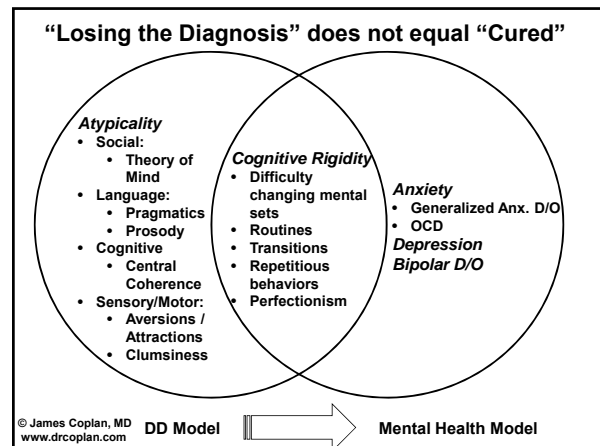 “Losing the Diagnosis” does not equal “Cured”
Atypicality
• Social:
• Theory of
Mind
• Language:
• Pragmatics
• Prosody
• Cognitive
• Central
Coherence
• Sensory/Motor:
• Aversions /
Attractions
• Clumsiness
Cognitive Rigidity
• Difficulty
changing mental
sets
• Routines
• Transitions
• Repetitious
behaviors
• Perfectionism
Anxiety
• Generalized Anx. D/O
• OCD
Depression
Bipolar D/O
© James Coplan, MD
www.drcoplan.com
DD Model
Mental Health Model